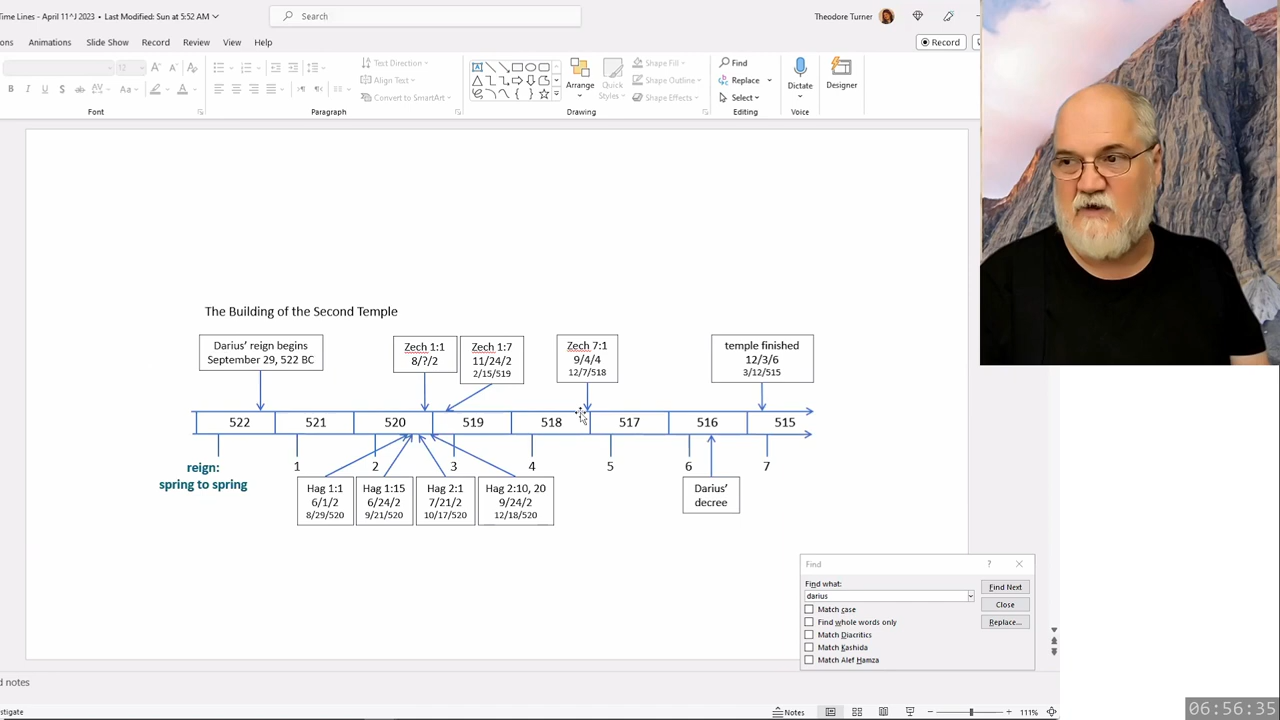 Time Lines - April 11^J 2023 • Last Modified: Sun at 5:52 AM
Search
Theodore Turner
ons Animations Slide Show Record Review View Help
Record
12
Text Direction
Align Text
Convert to SmartArt
Arrange
Quick Styles
Shape Fill
Shape Outline
Shape Effects
Find
Replace
Select
Dictate
Designer
Font
Paragraph
Drawing
Editing
Voice
The Building of the Second Temple
Darius' reign begins
September 29, 522 BC
Zech 1:1
8/?/2
Zech 1:7
11/24/2
2/15/519
Zech 7:1
9/4/4
12/7/518
temple finished
12/3/6
3/12/515
522 521 520 519 518 517 516 515
reign:
spring to spring
1 2 3 4 5 6 7
Hag 1:1
6/1/2
8/29/520
Hag 1:15
6/24/2
9/21/520
Hag 2:1
7/21/2
10/17/520
Hag 2:10, 20
9/24/2
12/18/520
Darius'
decree
Find ?
Find what:
darius
Find Next
Close
Replace...
Match case
Find whole words only
Match Diacritics
Match Kashida
Match Alef Hamza
d notes
stigate
Notes
111%
06:56:35